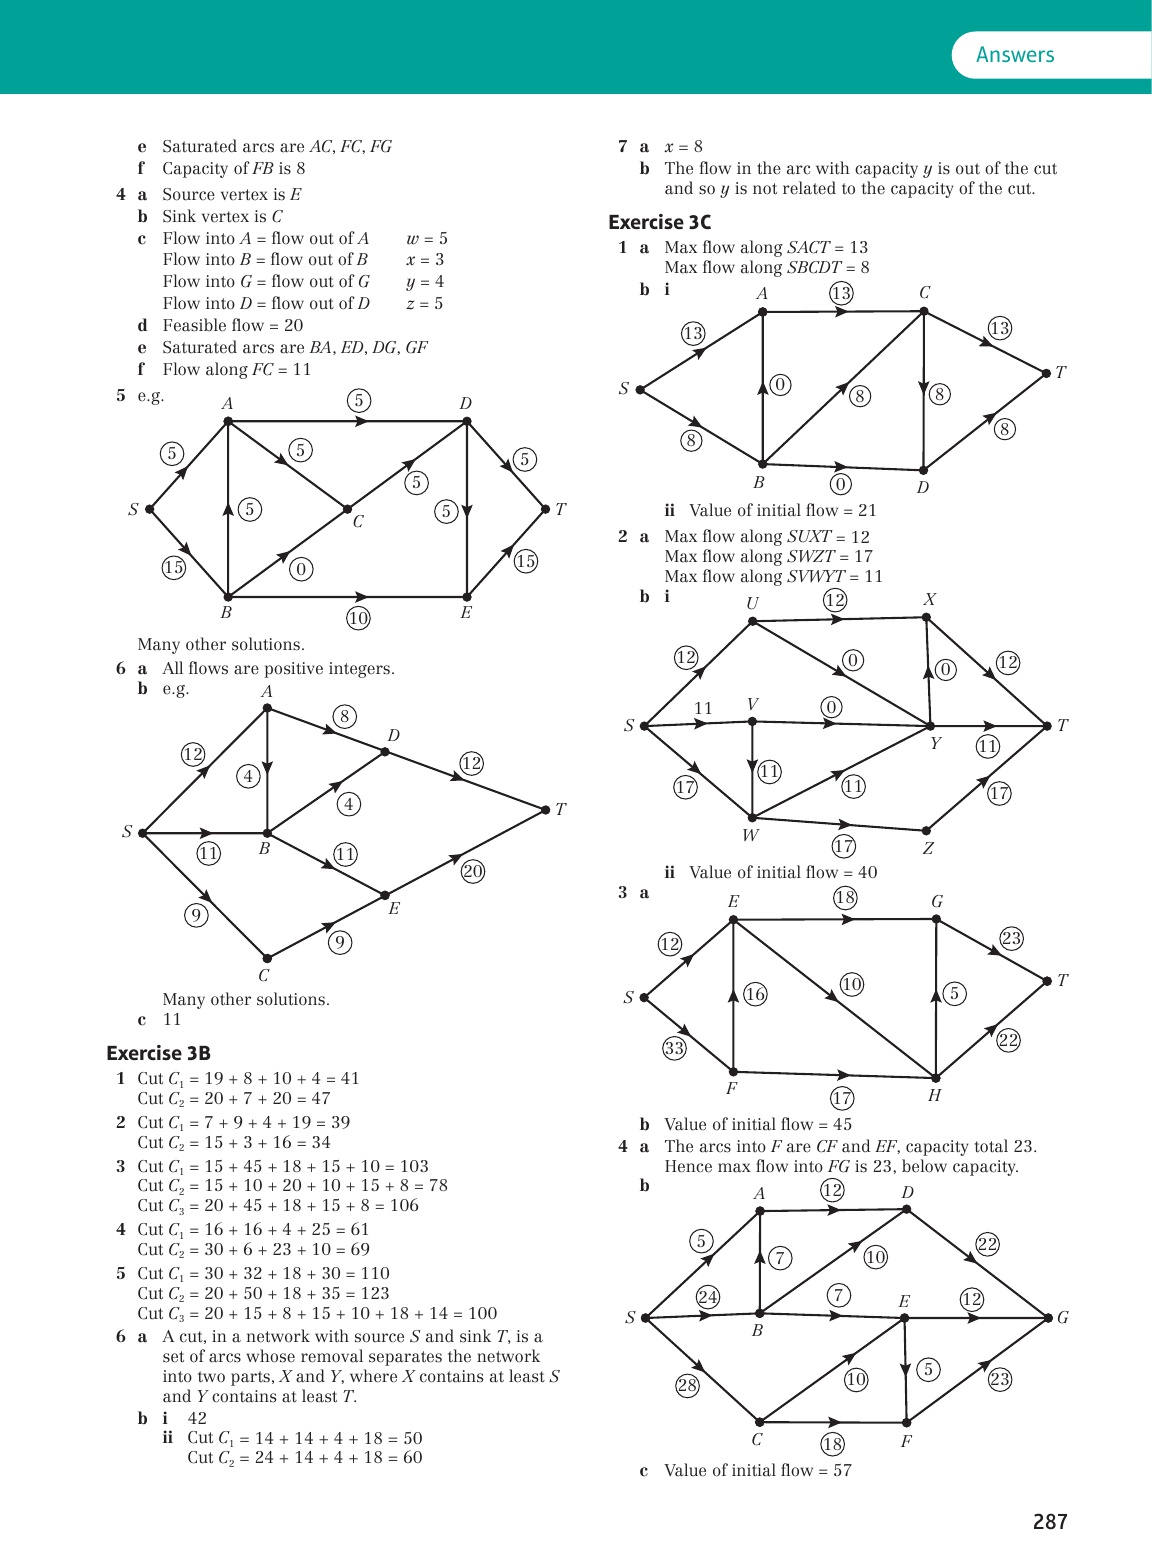 Answers
e Saturated arcs are AC, FC, FG
f Capacity of FB is 8
4 a Source vertex is E
b Sink vertex is C
c Flow into A = flow out of A w = 5
Flow into B = flow out of B x = 3
Flow into G = flow out of G y = 4
Flow into D = flow out of D z = 5
d Feasible flow = 20
e Saturated arcs are BA, ED, DG, GF
f Flow along FC = 11
5 e.g.
A 5 D
5 5 5
S 5 C 5 5 T
15 0 15
B 10 E
Many other solutions.
6 a All flows are positive integers.
b e.g.
A 8 D
12 4 4 12
S 11 B 11 T
9 9 E 20
C
Many other solutions.
c 11
Exercise 3B
1 Cut C₁ = 19 + 8 + 10 + 4 = 41
Cut C₂ = 20 + 7 + 20 = 47
2 Cut C₁ = 7 + 9 + 4 + 19 = 39
Cut C₂ = 15 + 3 + 16 = 34
3 Cut C₁ = 15 + 45 + 18 + 15 + 10 = 103
Cut C₂ = 15 + 10 + 20 + 10 + 15 + 8 = 78
Cut C₃ = 20 + 45 + 18 + 15 + 8 = 106
4 Cut C₁ = 16 + 16 + 4 + 25 = 61
Cut C₂ = 30 + 6 + 23 + 10 = 69
5 Cut C₁ = 30 + 32 + 18 + 30 = 110
Cut C₂ = 20 + 50 + 18 + 35 = 123
Cut C₃ = 20 + 15 + 8 + 15 + 10 + 18 + 14 = 100
6 a A cut, in a network with source S and sink T, is a
set of arcs whose removal separates the network
into two parts, X and Y, where X contains at least S
and Y contains at least T.
b i 42
ii Cut C₁ = 14 + 14 + 4 + 18 = 50
Cut C₂ = 24 + 14 + 4 + 18 = 60
7 a x = 8
b The flow in the arc with capacity y is out of the cut
and so y is not related to the capacity of the cut.
Exercise 3C
1 a Max flow along SACT = 13
Max flow along SBCDT = 8
b i
A 13 C
13 13
S 0 8 8 T
8 8
B 0 D
ii Value of initial flow = 21
2 a Max flow along SUXT = 12
Max flow along SWZT = 17
Max flow along SVWYT = 11
b i
U 12 X
12 0 0 12
S 11 V 0 Y 11 T
17 11 11 17
W 17 Z
ii Value of initial flow = 40
3 a
E 18 G
12 23
S 16 10 5 T
33 22
F 17 H
b Value of initial flow = 45
4 a The arcs into F are CF and EF, capacity total 23.
Hence max flow into FG is 23, below capacity.
b
A 12 D
5 7 10 22
S 24 B 7 E 12 G
28 10 5 23
C 18 F
c Value of initial flow = 57
287